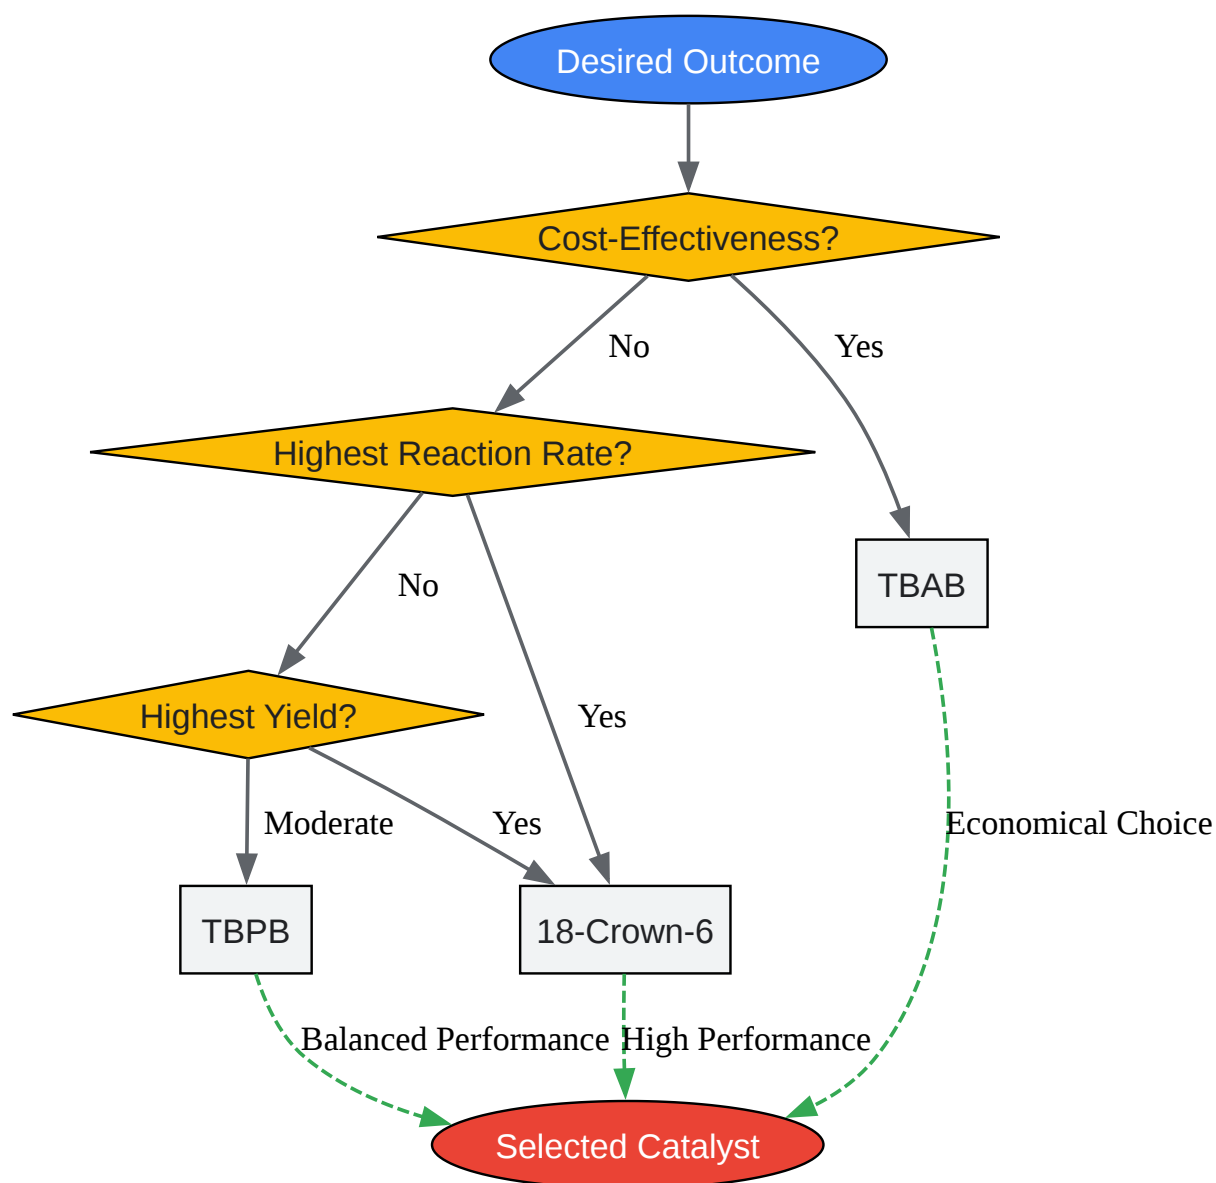 Desired Outcome
Cost-Effectiveness?
No
Yes
Highest Reaction Rate?
No
TBAB
Highest Yield?
Yes
Moderate
Yes
Economical Choice
TBPB
18-Crown-6
Balanced Performance
High Performance
Selected Catalyst